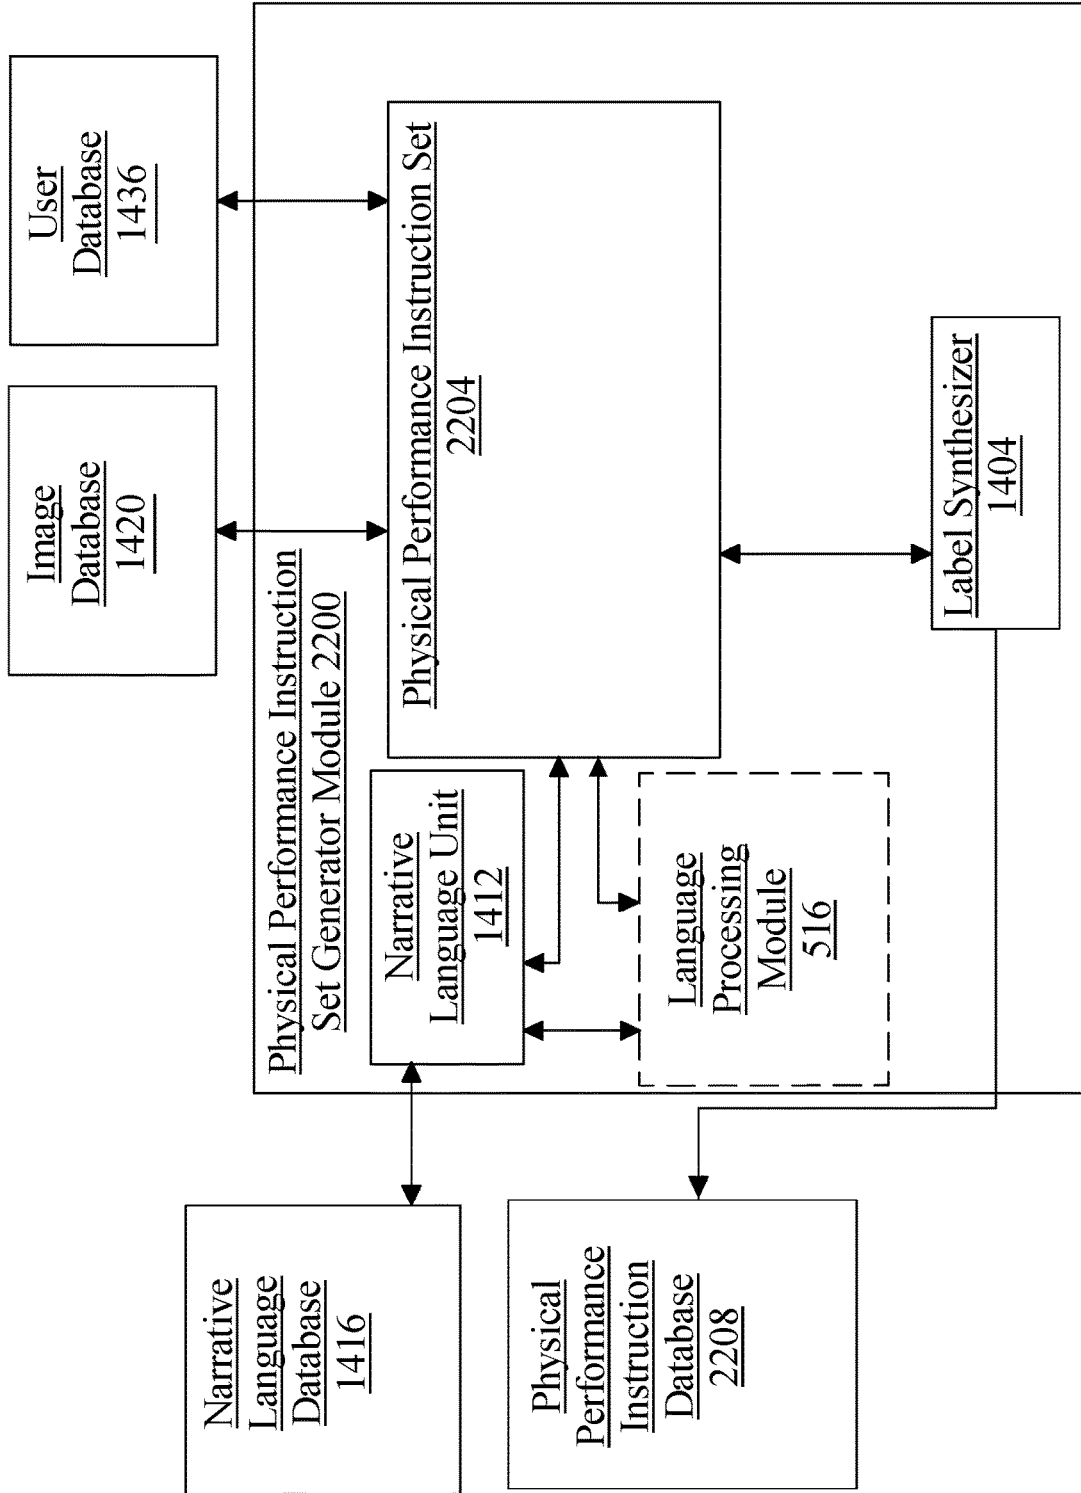 Narrative
Language
Database
1416
Physical
Performance
Instruction
Database
2208
Physical Performance Instruction
Set Generator Module 2200
Narrative
Language Unit
1412
Language
Processing
Module
516
Physical Performance Instruction Set
2204
Label Synthesizer
1404
Image
Database
1420
User
Database
1436